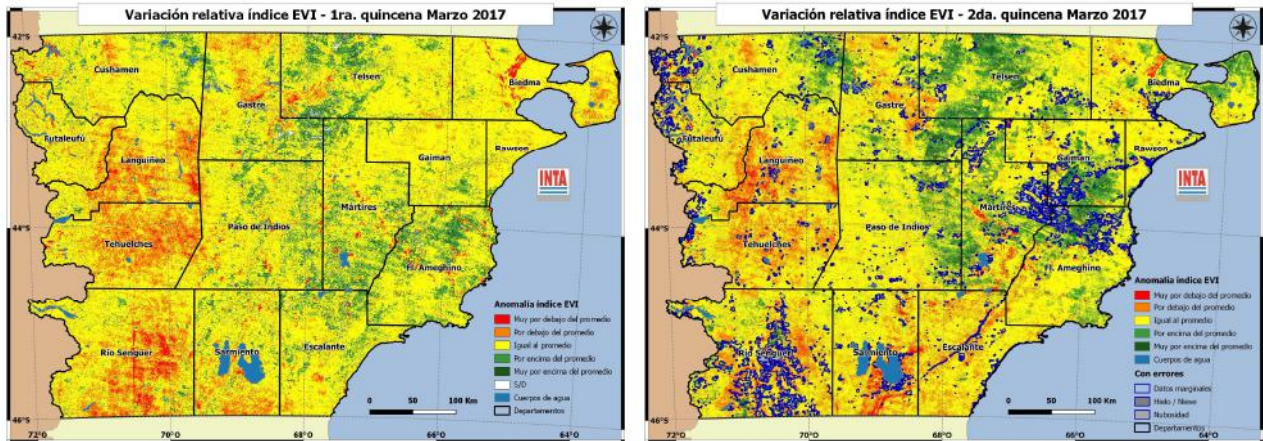 Variación relativa índice EVI - 1ra. quincena Marzo 2017
42°S
Cushamen
Telsen
Biedma
Gastre
Futaleufú
Languiñeo
Gaiman
Rawson
INTA
Mártires
44°S
Tehuelches
Paso de Indios
Fl. Ameghino
Río Senguer
Sarmiento
Escalante
Anomalía índice EVI
Muy por debajo del promedio
Por debajo del promedio
Igual al promedio
Por encima del promedio
Muy por encima del promedio
S/D
Cuerpos de agua
Departamentos
0 50 100 Km
46°S
72°O 70°O 68°O 66°O 64°O
Variación relativa índice EVI - 2da. quincena Marzo 2017
42°S
Cushamen
Telsen
Biedma
Gastre
Futaleufú
Languiñeo
Gaiman
Rawson
INTA
Mártires
44°S
Tehuelches
Paso de Indios
Fl. Ameghino
Río Senguer
Sarmiento
Escalante
Anomalía índice EVI
Muy por debajo del promedio
Por debajo del promedio
Igual al promedio
Por encima del promedio
Muy por encima del promedio
Cuerpos de agua
Con errores
Datos marginales
Hielo / Nieve
Nubosidad
Departamentos
0 50 100 Km
46°S
72°O 70°O 68°O 66°O 64°O